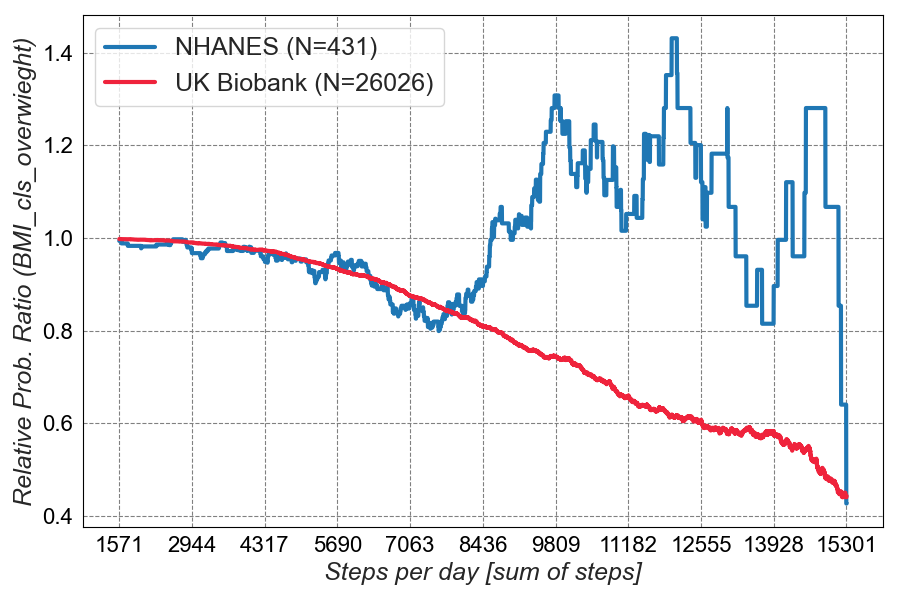 NHANES (N=431)
UK Biobank (N=26026)
Relative Prob. Ratio (BMI_cls_overwieght)
1.4
1.2
1.0
0.8
0.6
0.4
1571 2944 4317 5690 7063 8436 9809 11182 12555 13928 15301
Steps per day [sum of steps]